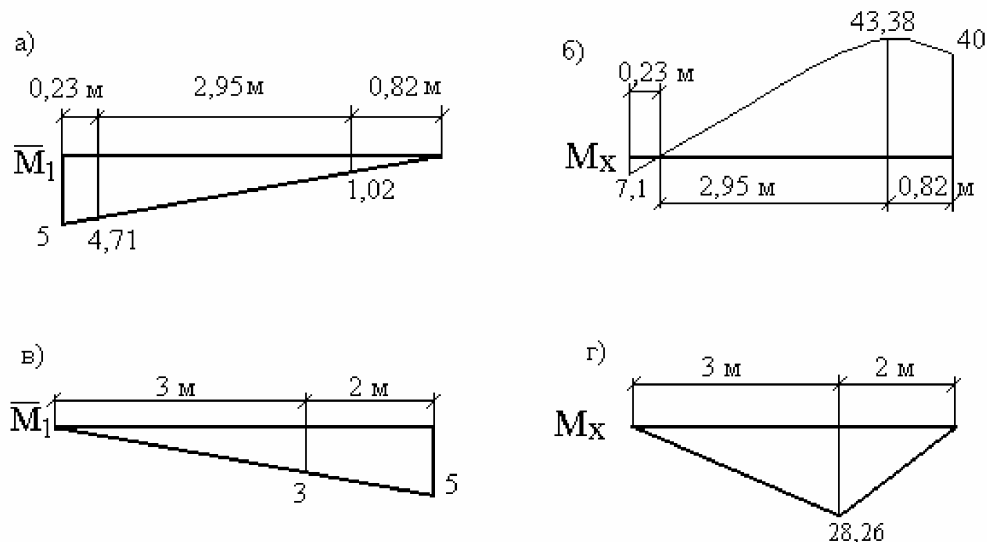 а)
0,23 м 2,95 м 0,82 м
M̅1
5
4,71
1,02
б)
43,38
40
0,23 м
Mx
7,1
2,95 м
0,82 м
в)
3 м 2 м
M̅1
3
5
г)
3 м 2 м
Mx
28,26